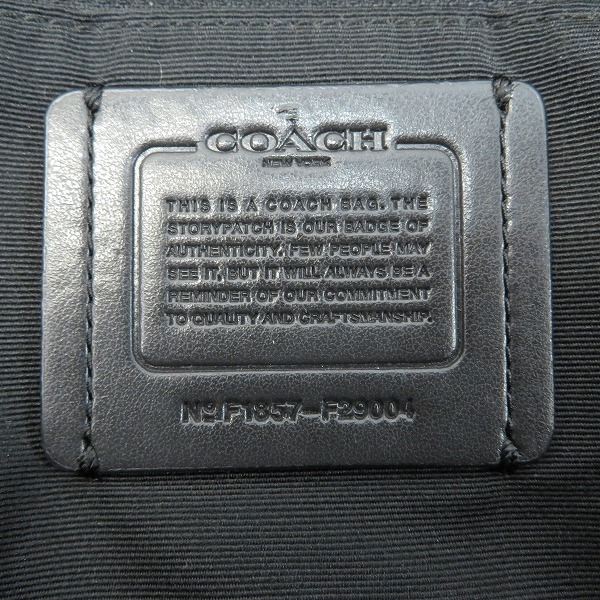 COACH
NEW YORK
THIS IS A COACH BAG. THE
STORYPATCH IS OUR BADGE OF
AUTHENTICITY. FEW PEOPLE MAY
SEE IT, BUT IT WILL ALWAYS BE A
REMINDER OF OUR COMMITMENT
TO QUALITY AND CRAFTSMANSHIP.
Nº F1857-F29004